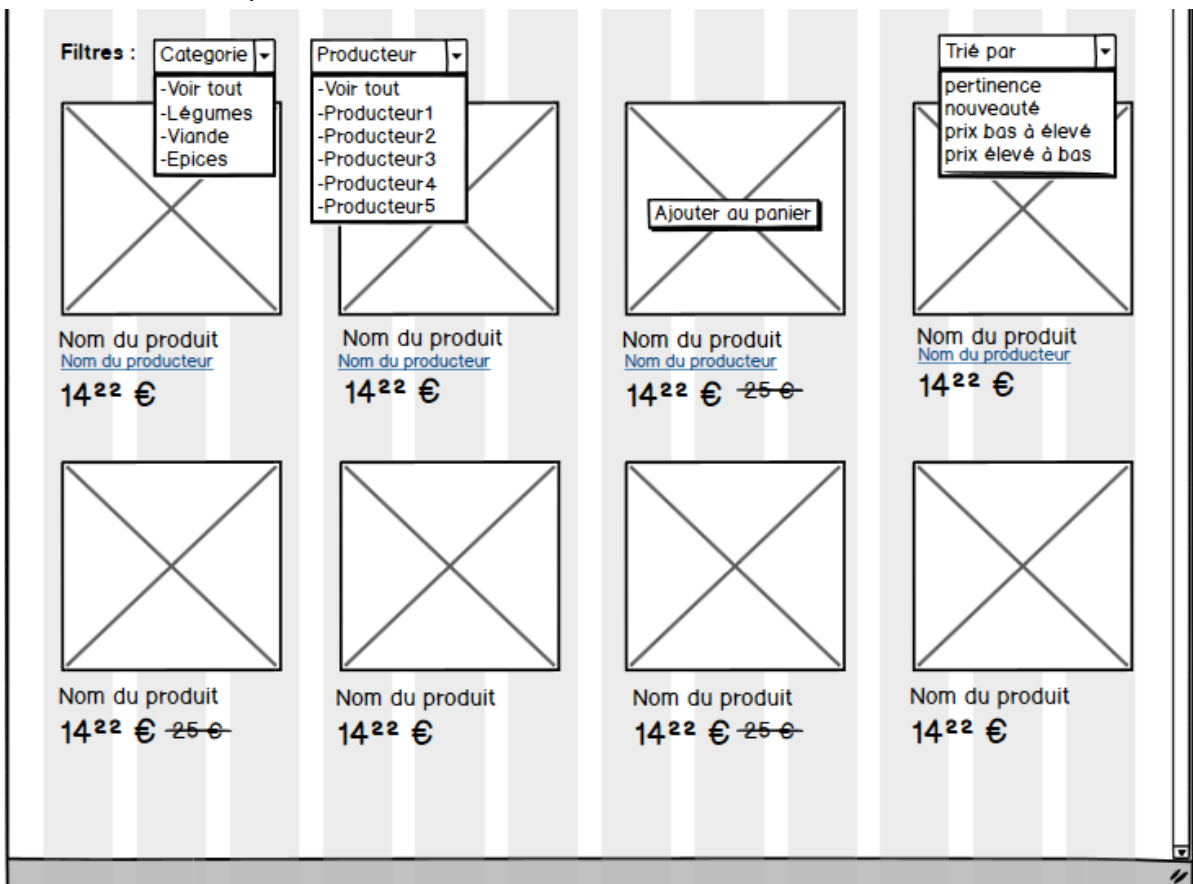 Filtres :
Categorie
-Voir tout
-Légumes
-Viande
-Epices
Producteur
-Voir tout
-Producteur1
-Producteur2
-Producteur3
-Producteur4
-Producteur5
Trié par
pertinence
nouveauté
prix bas à élevé
prix élevé à bas
Ajouter au panier
Nom du produit
Nom du producteur
14²² €
Nom du produit
Nom du producteur
14²² €
Nom du produit
Nom du producteur
14²² € 25 €
Nom du produit
Nom du producteur
14²² €
Nom du produit
14²² € 25 €
Nom du produit
14²² €
Nom du produit
14²² € 25 €
Nom du produit
14²² €